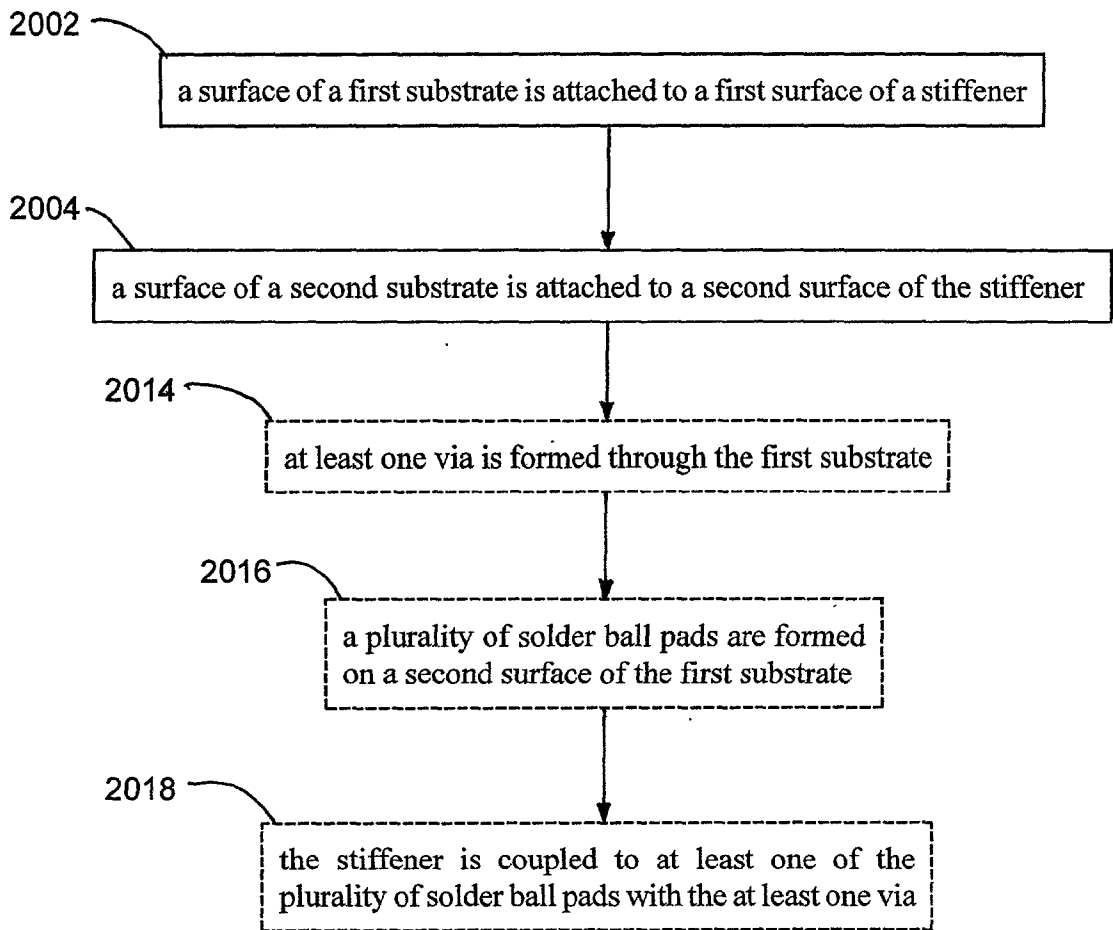 2002
a surface of a first substrate is attached to a first surface of a stiffener
2004
a surface of a second substrate is attached to a second surface of the stiffener
2014
at least one via is formed through the first substrate
2016
a plurality of solder ball pads are formed
on a second surface of the first substrate
2018
the stiffener is coupled to at least one of the
plurality of solder ball pads with the at least one via